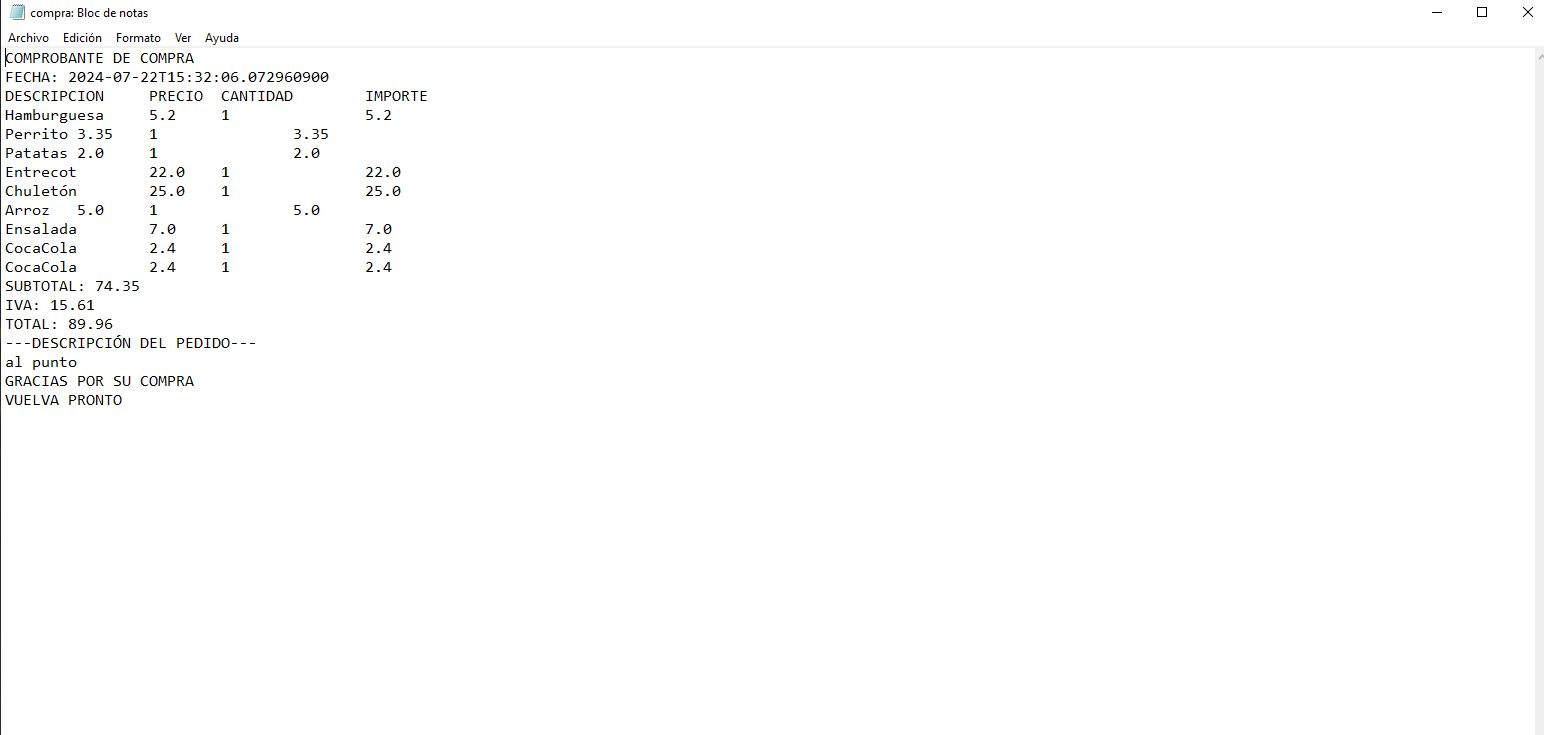 compra: Bloc de notas
Archivo Edición Formato Ver Ayuda
COMPROBANTE DE COMPRA
FECHA: 2024-07-22T15:32:06.072960900
DESCRIPCION PRECIO CANTIDAD IMPORTE
Hamburguesa 5.2 1 5.2
Perrito 3.35 1 3.35
Patatas 2.0 1 2.0
Entrecot 22.0 1 22.0
Chuletón 25.0 1 25.0
Arroz 5.0 1 5.0
Ensalada 7.0 1 7.0
CocaCola 2.4 1 2.4
CocaCola 2.4 1 2.4
SUBTOTAL: 74.35
IVA: 15.61
TOTAL: 89.96
---DESCRIPCIÓN DEL PEDIDO---
al punto
GRACIAS POR SU COMPRA
VUELVA PRONTO